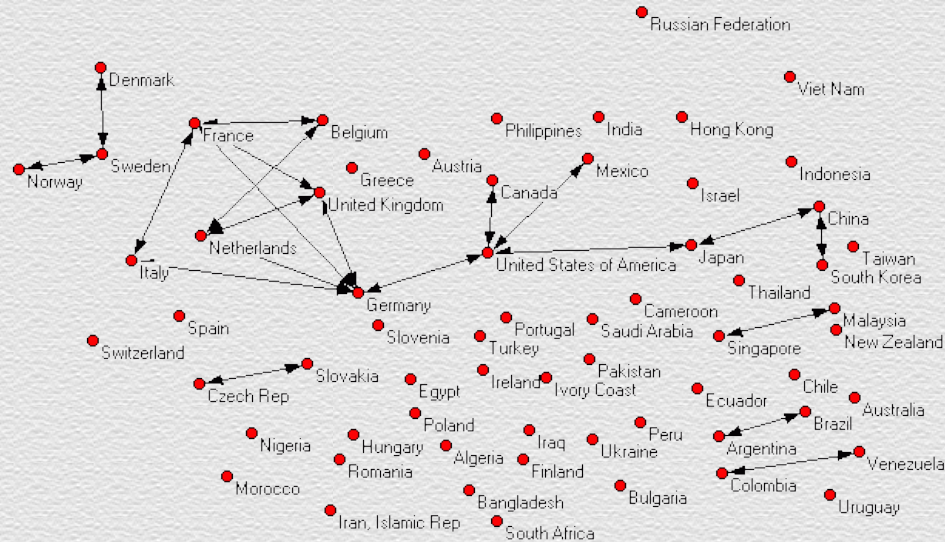 Russian Federation
Denmark
Viet Nam
France
Belgium
Philippines
India
Hong Kong
Sweden
Norway
Austria
Greece
Canada
Mexico
Israel
Indonesia
United Kingdom
China
Netherlands
Italy
United States of America
Japan
Taiwan
South Korea
Germany
Thailand
Cameroon
Spain
Slovenia
Portugal
Saudi Arabia
Malaysia
Switzerland
Turkey
Singapore
New Zealand
Slovakia
Czech Rep
Egypt
Ireland
Ivory Coast
Pakistan
Ecuador
Chile
Australia
Poland
Brazil
Nigeria
Hungary
Algeria
Iraq
Ukraine
Peru
Argentina
Romania
Finland
Venezuela
Morocco
Bangladesh
Bulgaria
Colombia
Uruguay
Iran, Islamic Rep
South Africa